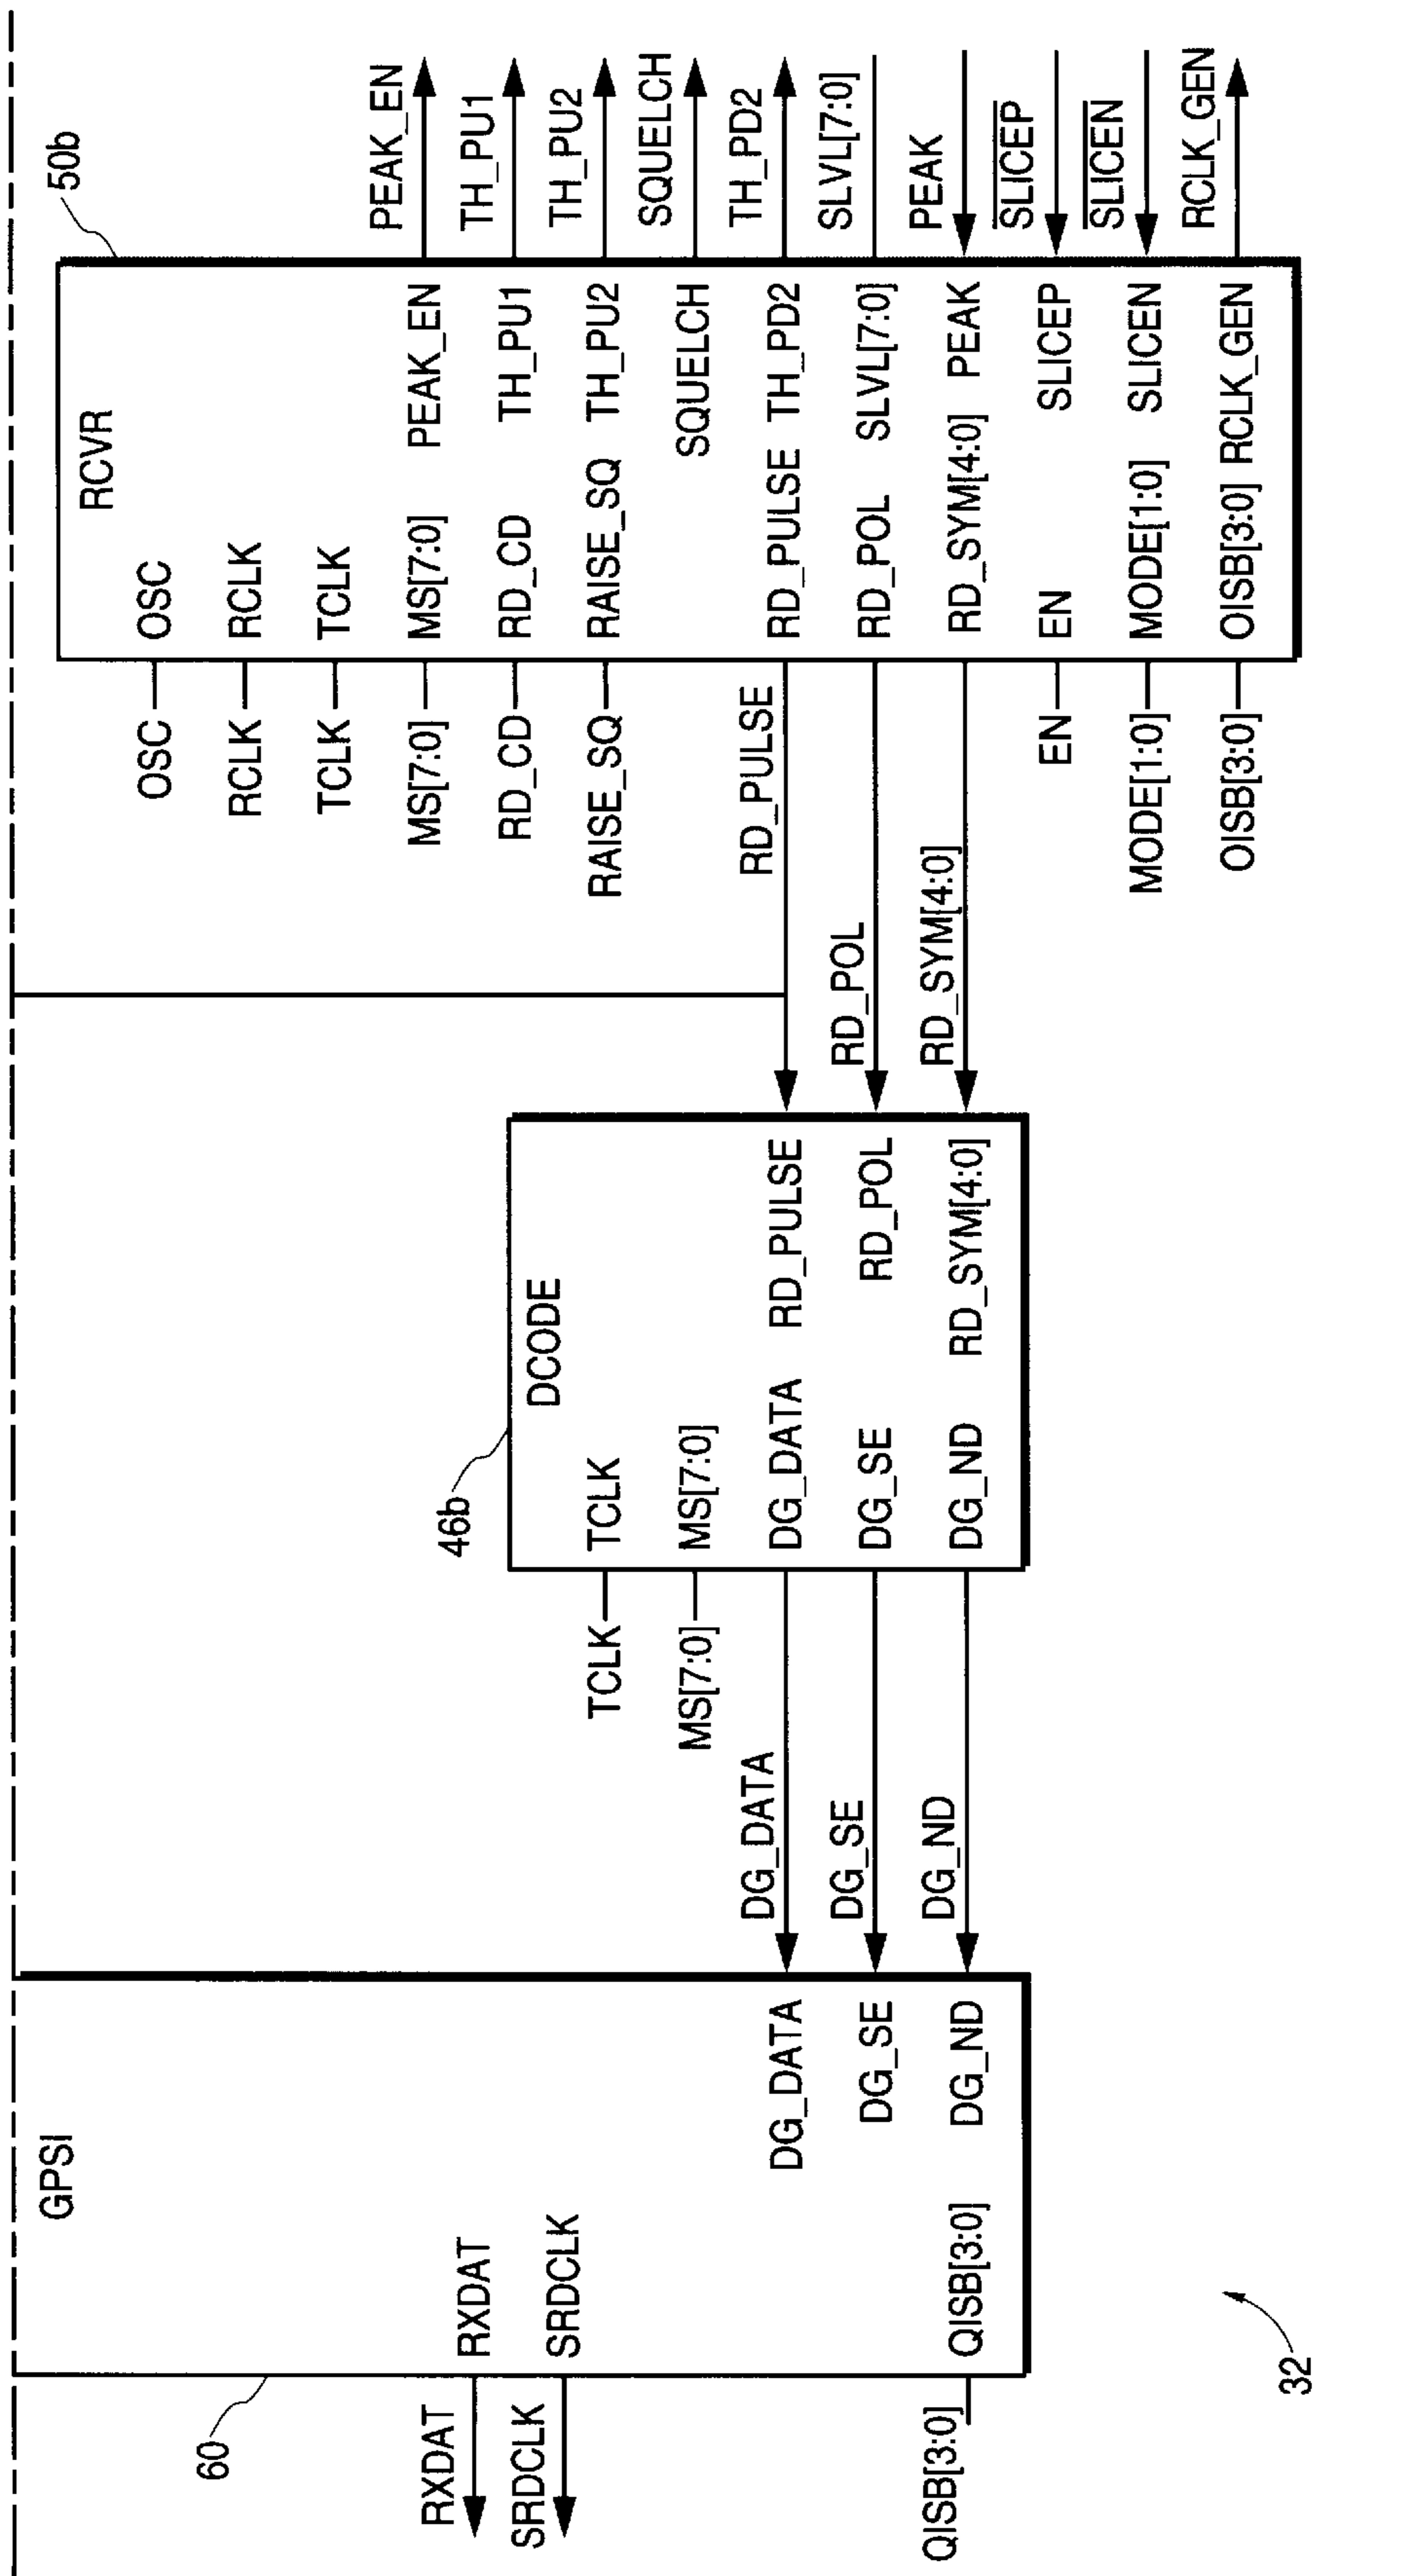 GPSI
60
RXDAT
RXDAT
SRDCLK
SRDCLK
DG_DATA
DG_SE
QISB[3:0]
QISB[3:0]
DG_ND
DG_DATA
DG_SE
DG_ND
46b
DCODE
TCLK
TCLK
MS[7:0]
MS[7:0]
DG_DATA
RD_PULSE
DG_SE
RD_POL
DG_ND
RD_SYM[4:0]
RD_PULSE
RD_POL
RD_SYM[4:0]
50b
RCVR
OSC
OSC
RCLK
RCLK
TCLK
TCLK
MS[7:0]
MS[7:0]
PEAK_EN
PEAK_EN
RD_CD
RD_CD
TH_PU1
TH_PU1
RAISE_SQ
RAISE_SQ
TH_PU2
TH_PU2
SQUELCH
SQUELCH
RD_PULSE
TH_PD2
TH_PD2
RD_POL
SLVL[7:0]
SLVL[7:0]
RD_SYM[4:0]
PEAK
PEAK
EN
EN
SLICEP
SLICEP
MODE[1:0]
MODE[1:0]
SLICEN
SLICEN
OISB[3:0]
OISB[3:0]
RCLK_GEN
RCLK_GEN
32